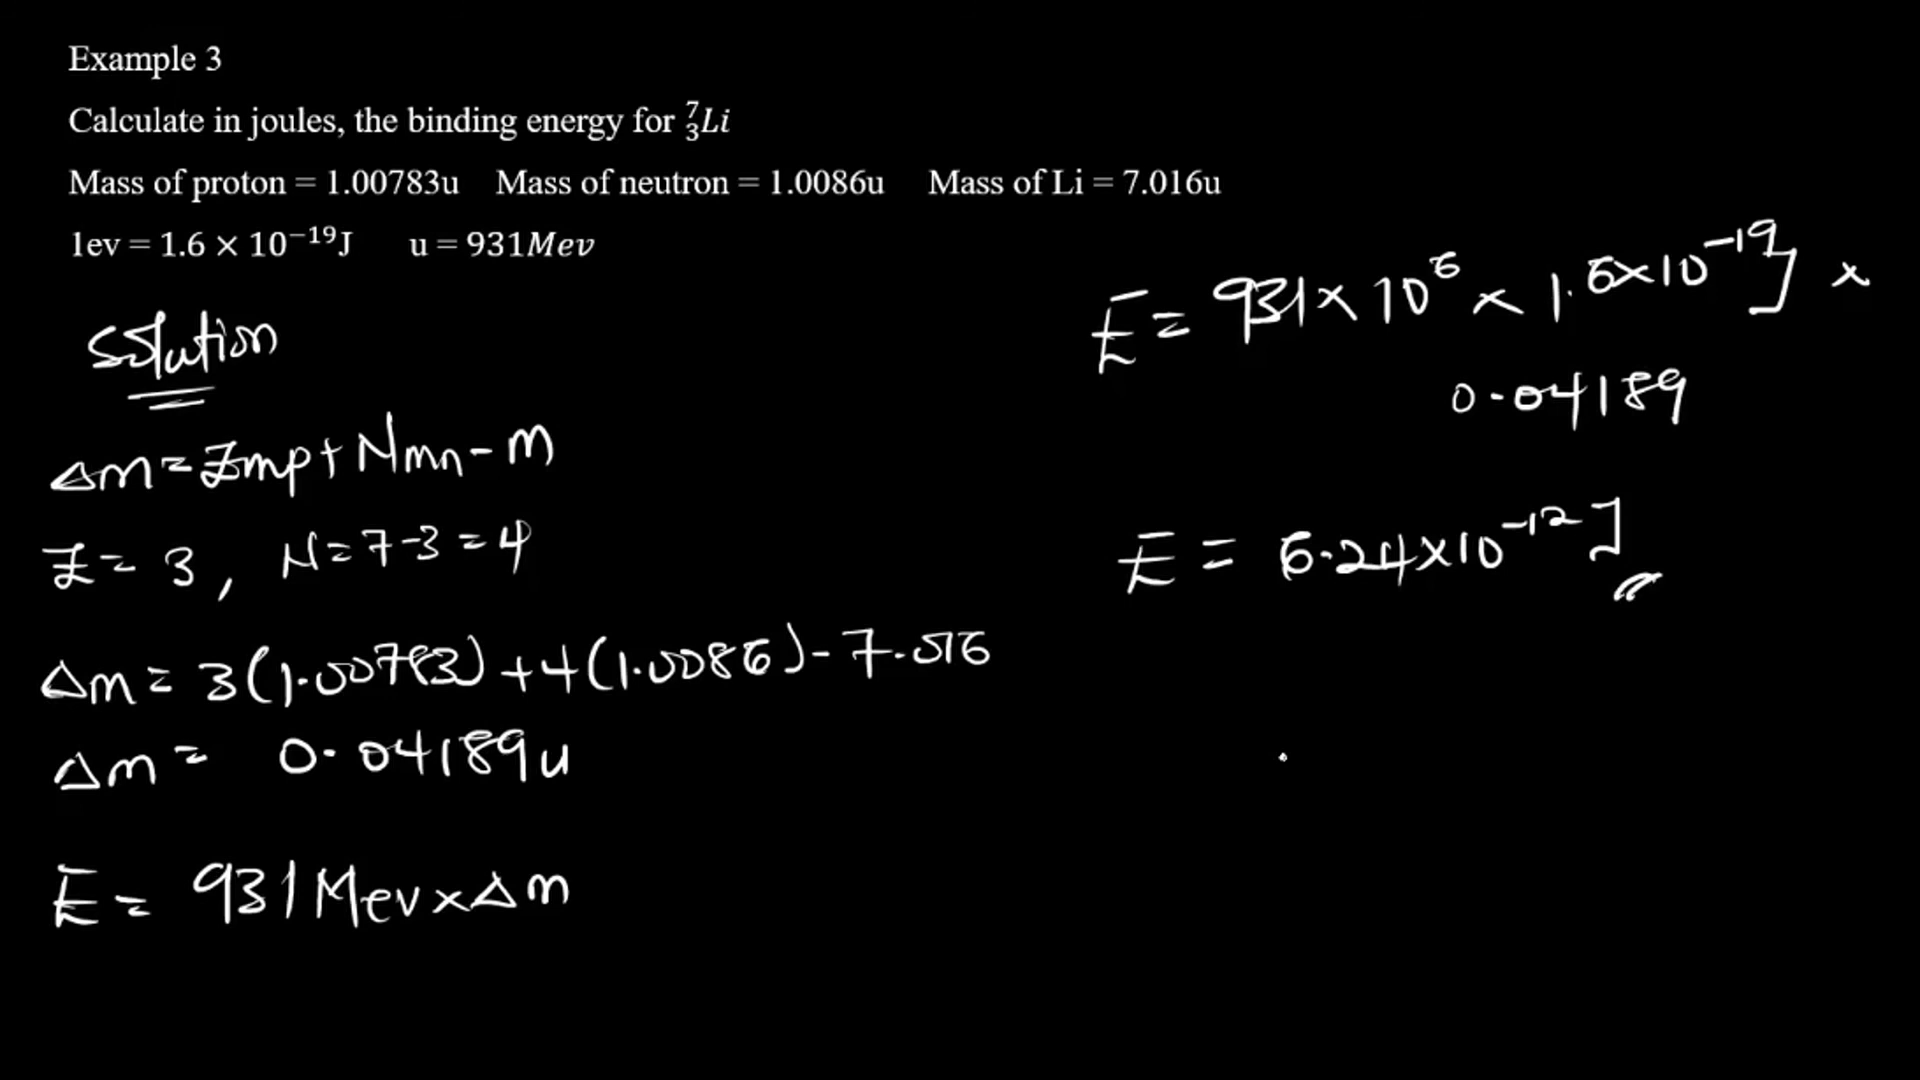 Example 3
Calculate in joules, the binding energy for ⁷₃Li
Mass of proton = 1.00783u Mass of neutron = 1.0086u Mass of Li = 7.016u
1ev = 1.6 × 10⁻¹⁹J u = 931Mev
Solution
Δm = Zmp + Nmn - m
Z = 3, N = 7-3 = 4
Δm = 3(1.00783) + 4(1.0086) - 7.016
Δm = 0.04189u
E = 931Mev × Δm
E = 931 × 10⁶ × 1.6×10⁻¹⁹J ×
0.04189
E = 6.24×10⁻¹²J